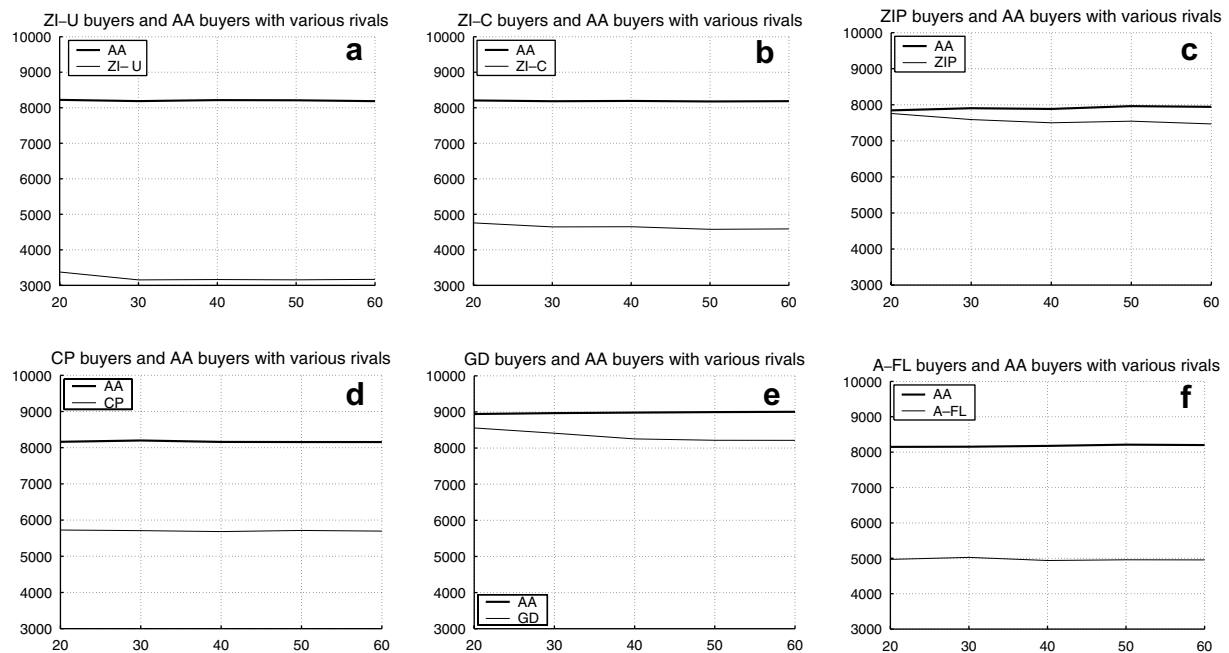 ZI–U buyers and AA buyers with various rivals
a
AA
ZI– U
10000
9000
8000
7000
6000
5000
4000
3000
20 30 40 50 60
ZI–C buyers and AA buyers with various rivals
b
AA
ZI–C
10000
9000
8000
7000
6000
5000
4000
3000
20 30 40 50 60
ZIP buyers and AA buyers with various rivals
c
AA
ZIP
10000
9000
8000
7000
6000
5000
4000
3000
20 30 40 50 60
CP buyers and AA buyers with various rivals
d
AA
CP
10000
9000
8000
7000
6000
5000
4000
3000
20 30 40 50 60
GD buyers and AA buyers with various rivals
e
10000
9000
8000
7000
6000
5000
4000
3000
AA
GD
20 30 40 50 60
A–FL buyers and AA buyers with various rivals
f
AA
A–FL
10000
9000
8000
7000
6000
5000
4000
3000
20 30 40 50 60